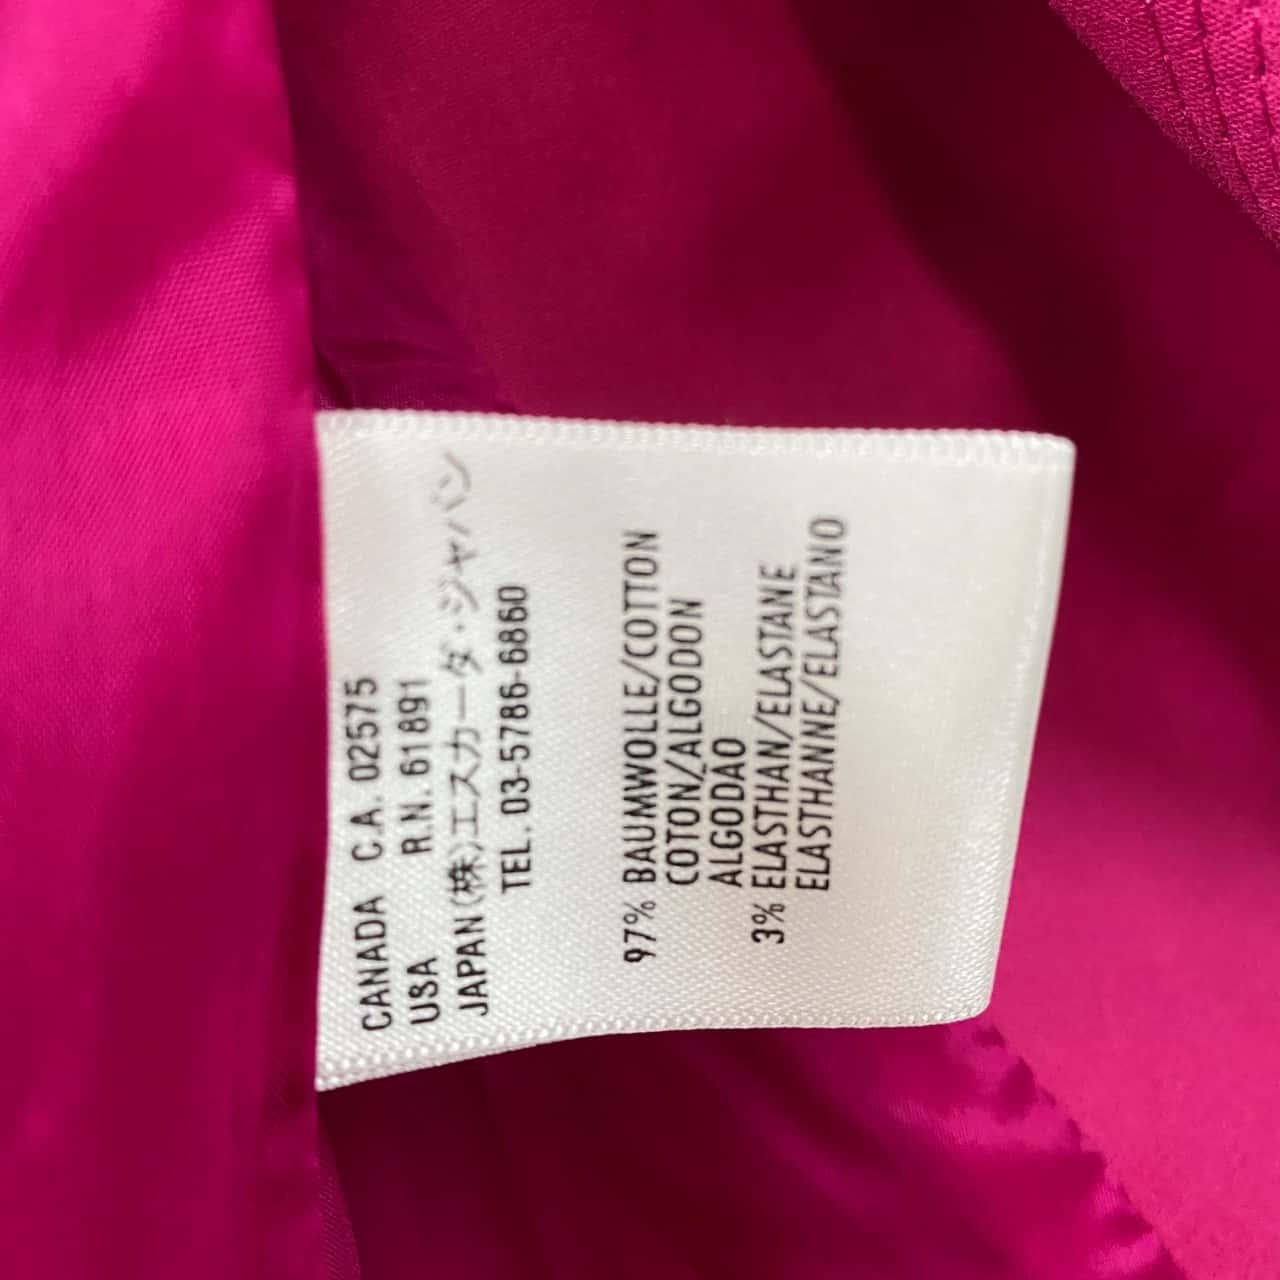 CANADA C.A. 02575
USA R.N. 61891
JAPAN(株)エスカーダ・ジャパン
TEL. 03-5786-6860
97% BAUMWOLLE/COTTON
COTON/ALGODON
ALGODAO
3% ELASTHAN/ELASTANE
ELASTHANNE/ELASTANO